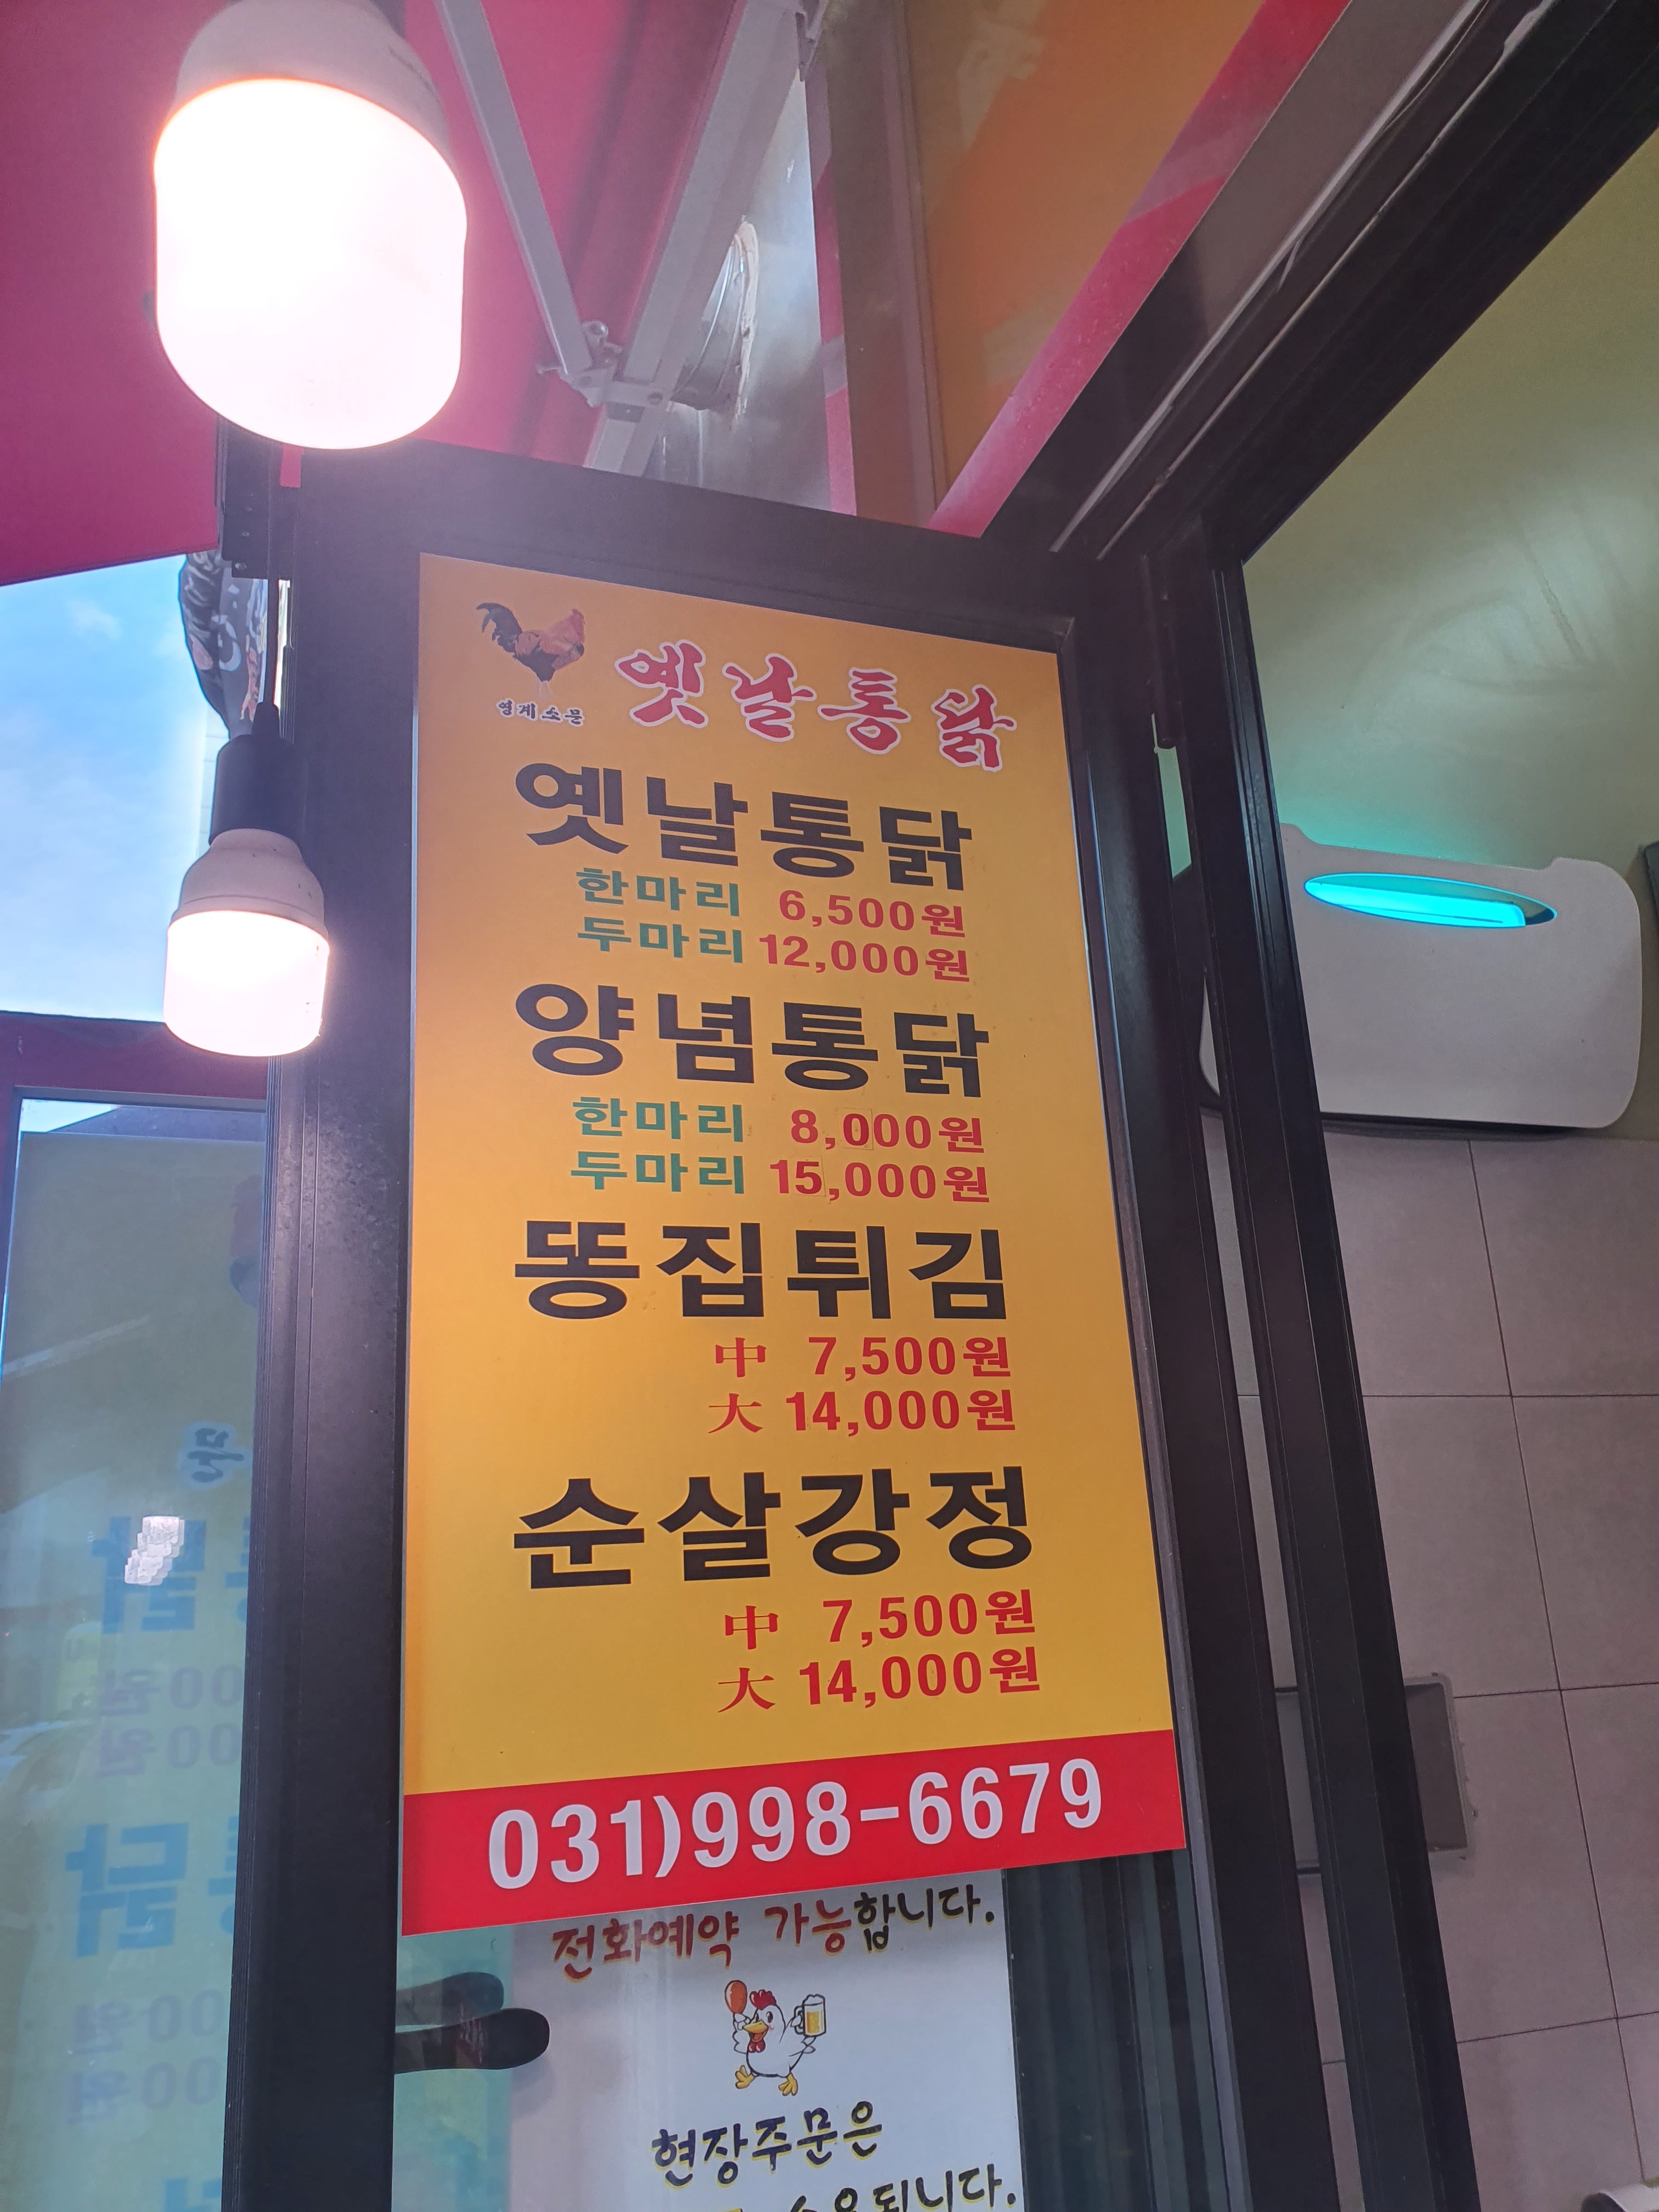 영계소문
옛날통닭
옛날통닭
한마리 6,500원
두마리 12,000원
양념통닭
한마리 8,000원
두마리 15,000원
똥집튀김
中 7,500원
大 14,000원
순살강정
中 7,500원
大 14,000원
031)998-6679
전화예약 가능합니다.
현장주문은